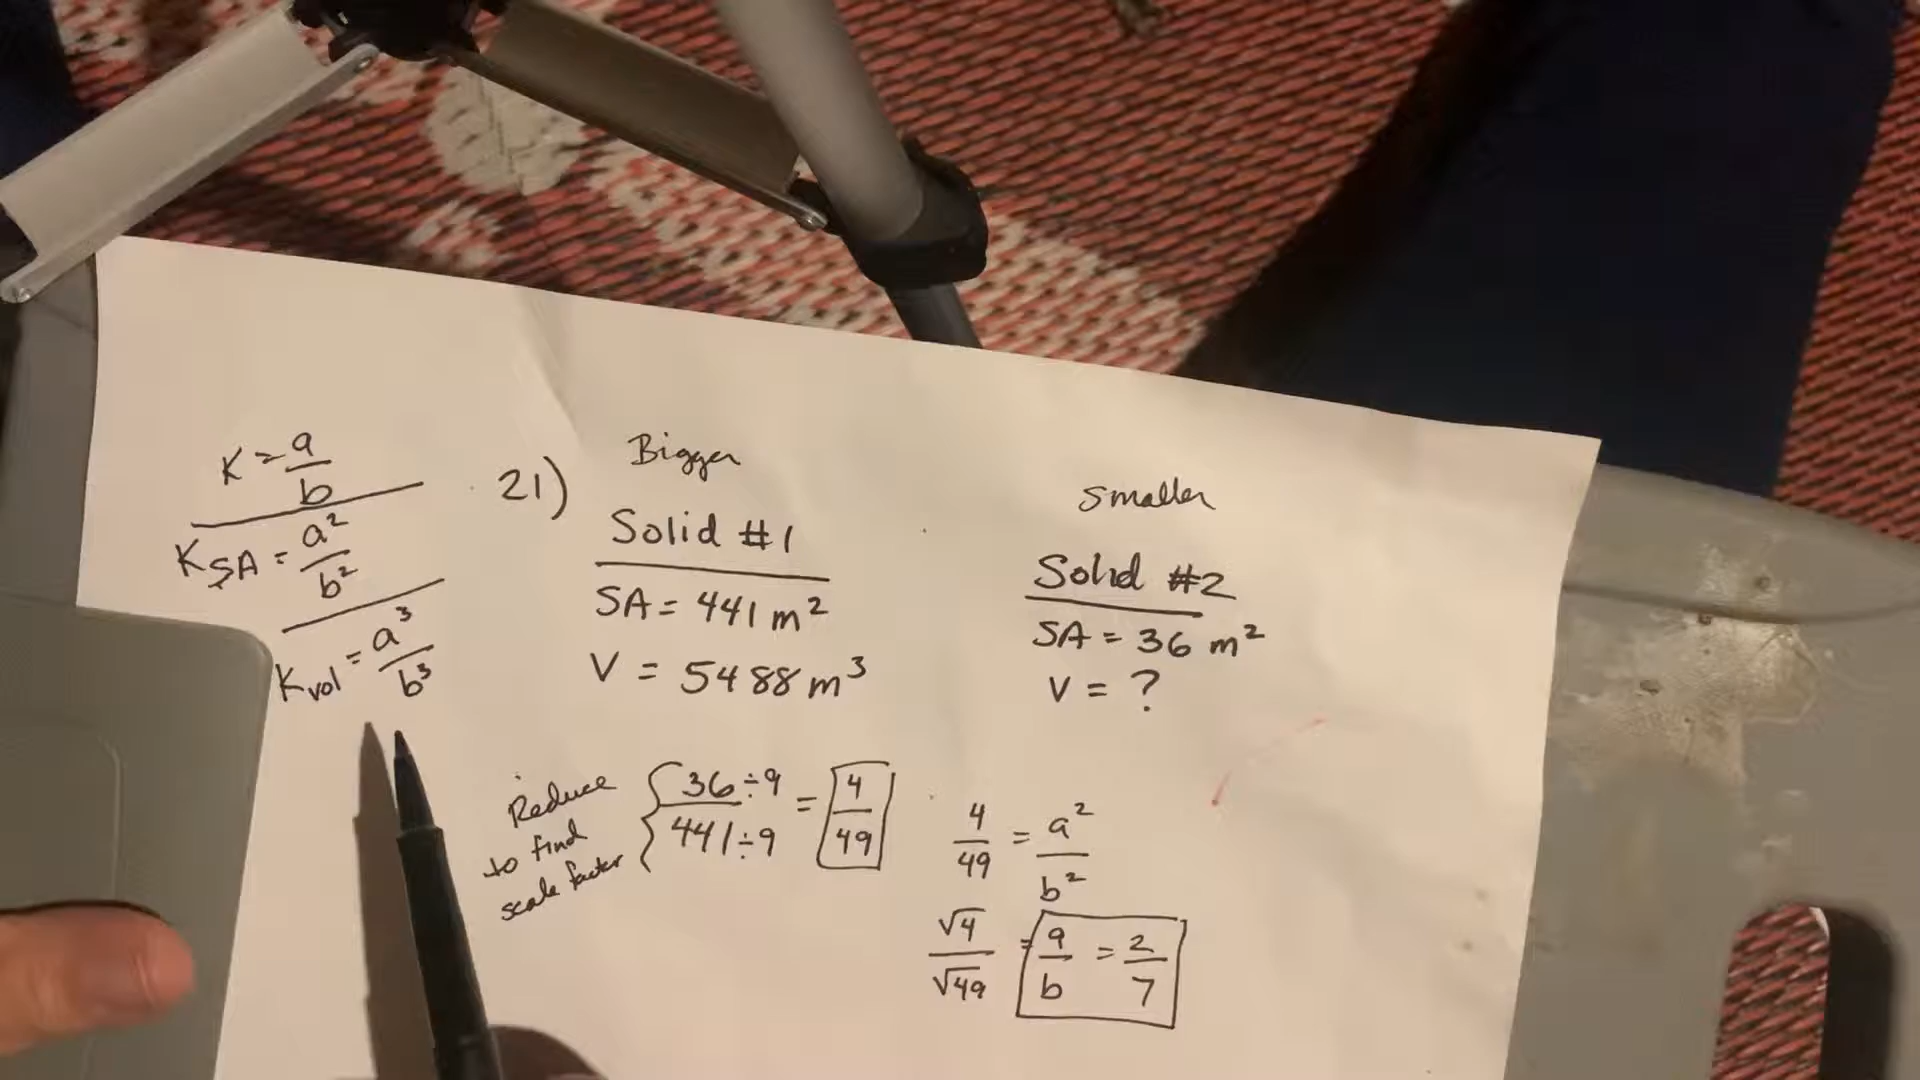 K = a/b
K SA = a²/b²
K vol = a³/b³
21)
Bigger
Solid #1
SA = 441 m²
V = 5488 m³
Smaller
Solid #2
SA = 36 m²
V = ?
Reduce
to find
scale factor
36÷9 / 441÷9 = 4/49
4/49 = a²/b²
√4/√49 = a/b = 2/7